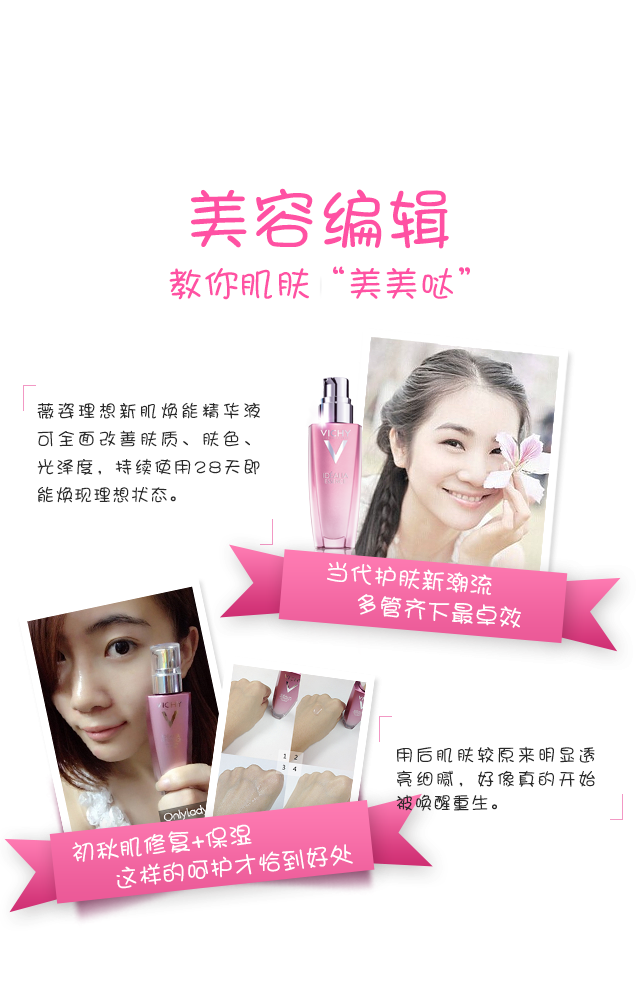 美容编辑
教你肌肤“美美哒”
薇姿理想新肌焕能精华液
可全面改善肤质、肤色、
光泽度，持续使用28天即
能焕现理想状态。
VICHY
当代护肤新潮流
多管齐下最卓效
VICHY
1 2
3 4
Onlylady
用后肌肤较原来明显透
亮细腻，好像真的开始
被唤醒重生。
初秋肌修复+保湿
这样的呵护才恰到好处